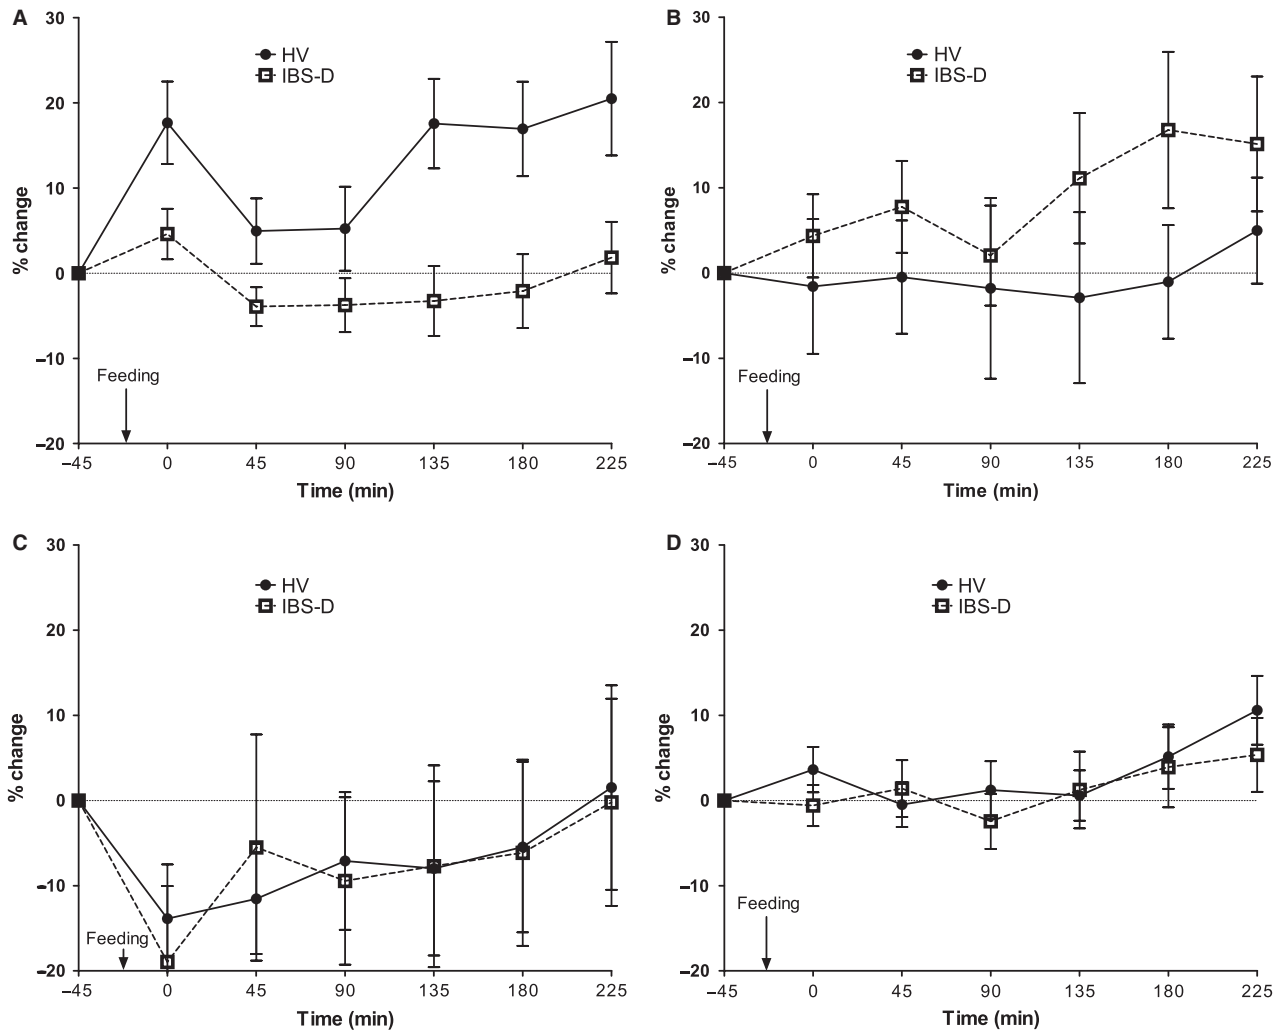 A
30
20
10
0
–10
–20
% change
HV
IBS-D
Feeding
–45 0 45 90 135 180 225
Time (min)
B
30
20
10
0
–10
–20
% change
HV
IBS-D
Feeding
–45 0 45 90 135 180 225
Time (min)
C
30
20
10
0
–10
–20
% change
HV
IBS-D
Feeding
–45 0 45 90 135 180 225
Time (min)
D
30
20
10
0
–10
–20
% change
HV
IBS-D
Feeding
–45 0 45 90 135 180 225
Time (min)